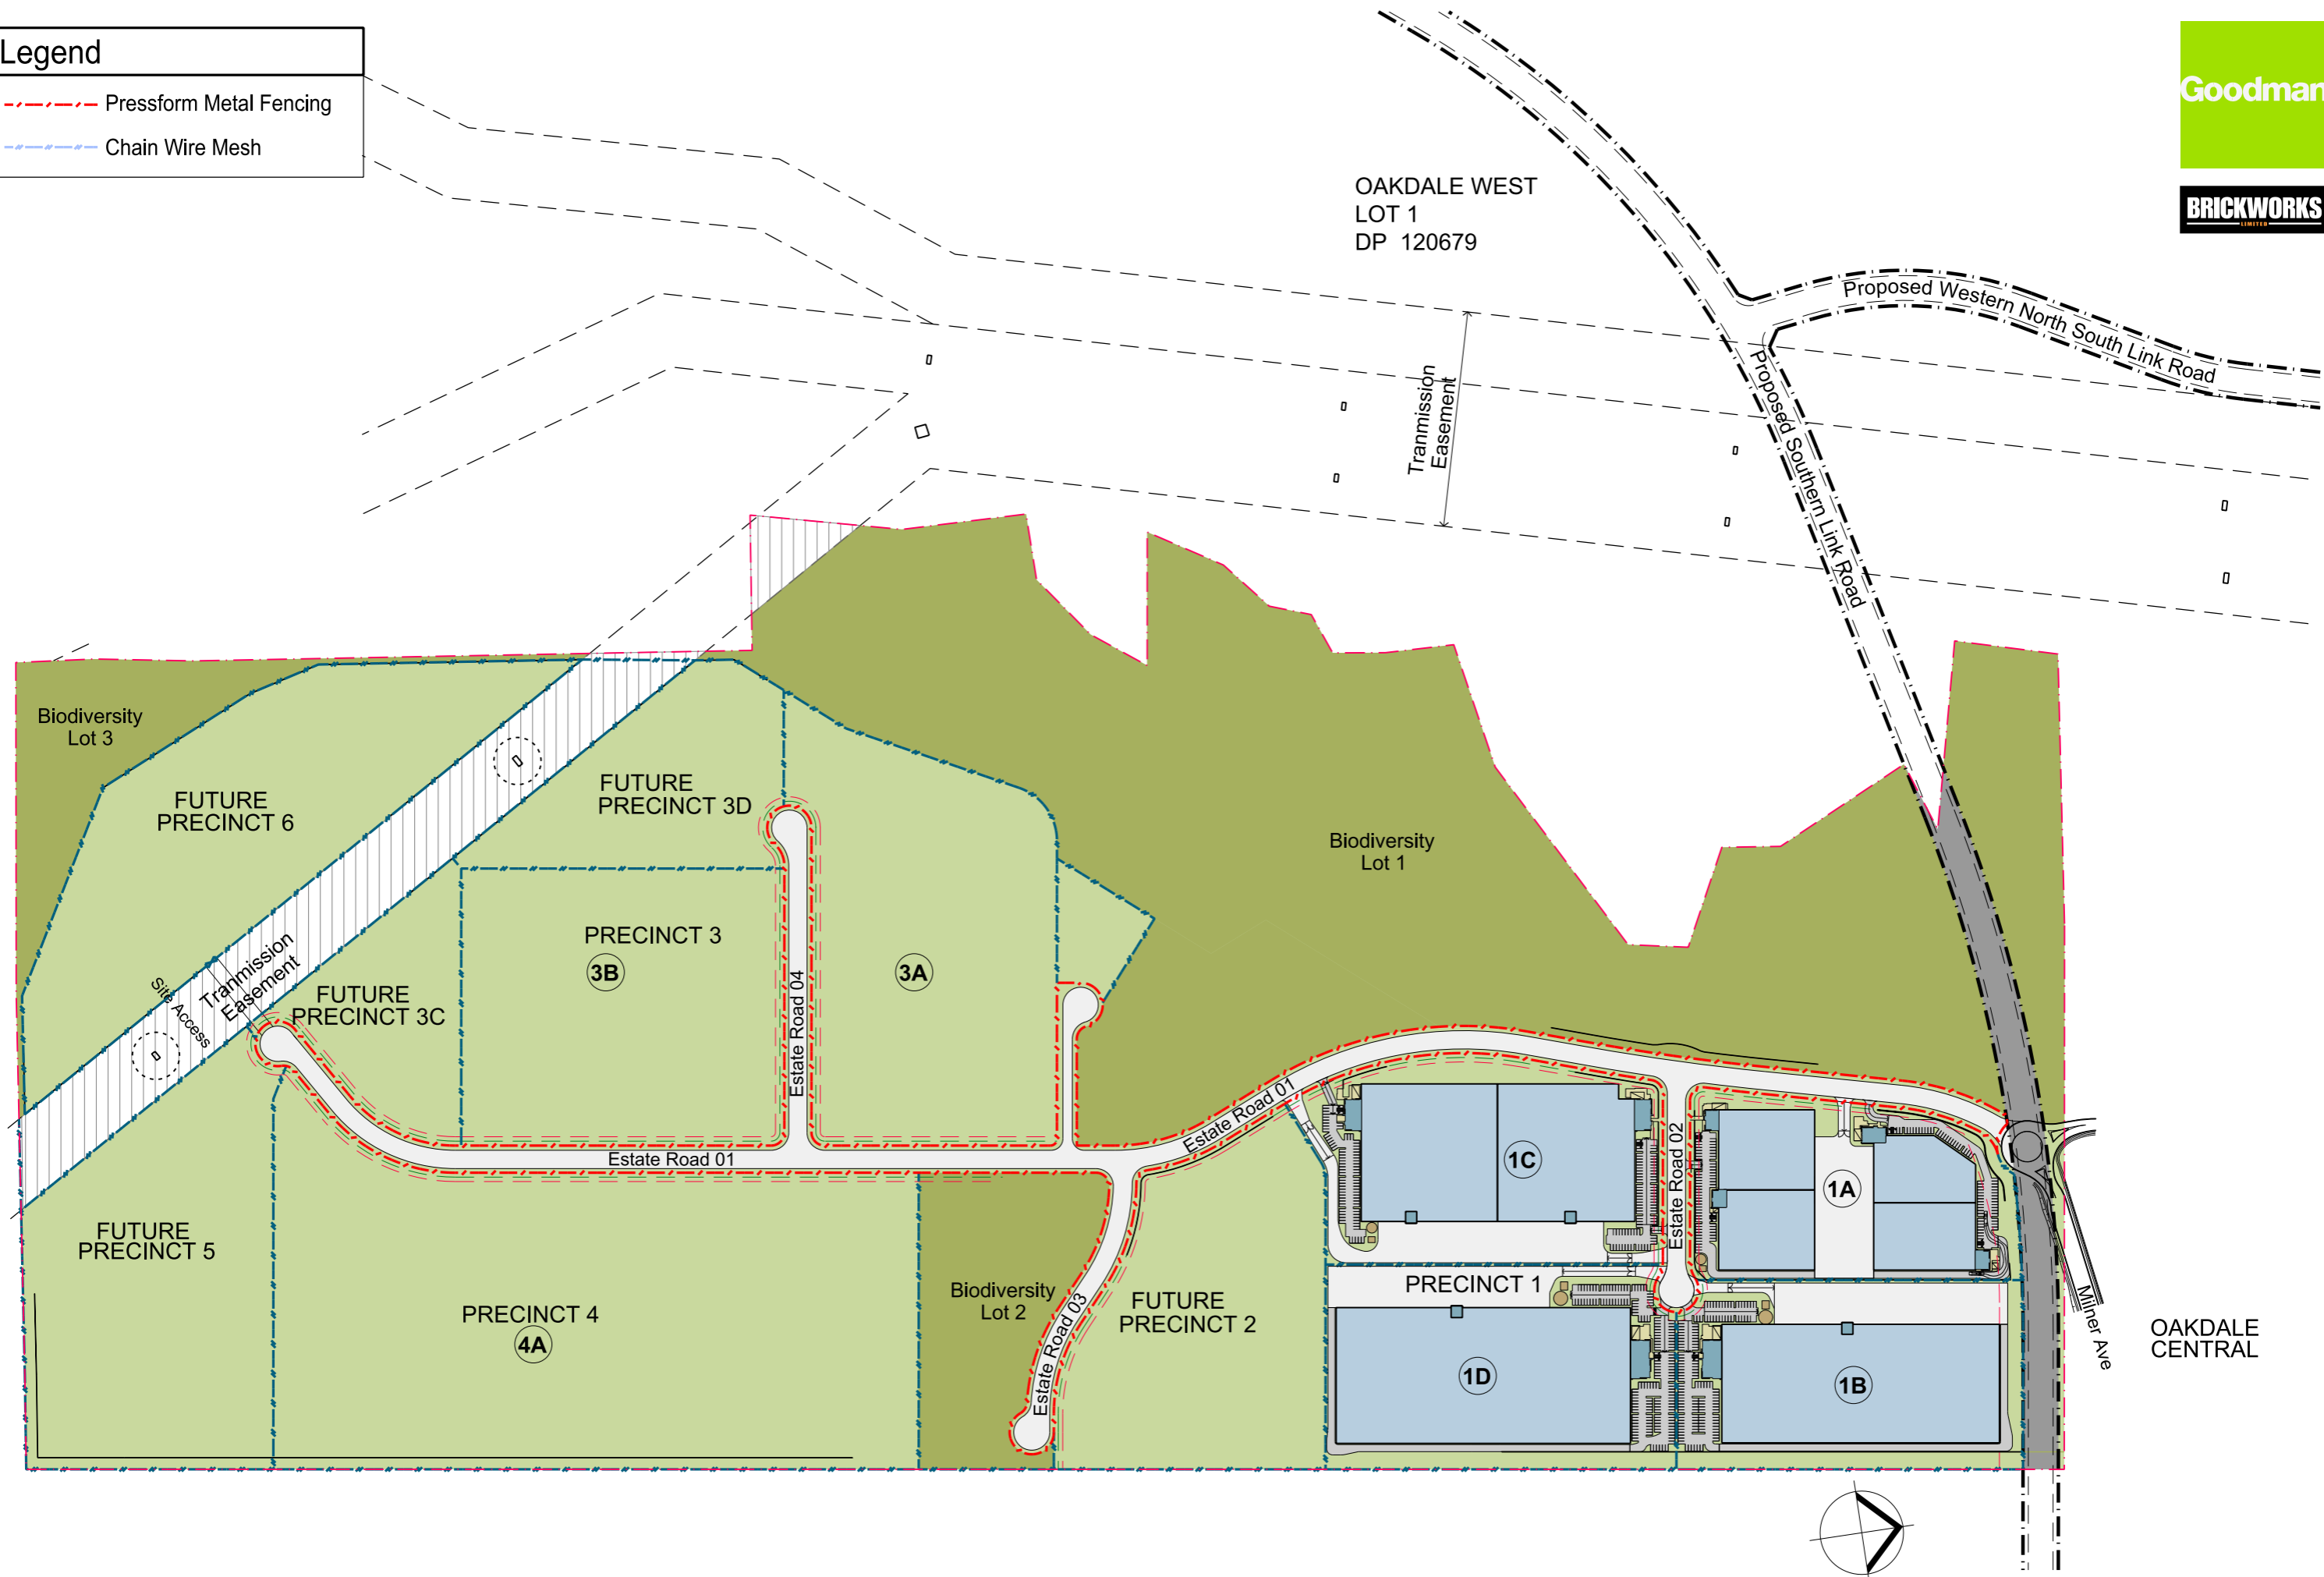 Legend
Pressform Metal Fencing
Chain Wire Mesh
Goodman
BRICKWORKS
LIMITED
OAKDALE WEST
LOT 1
DP 120679
Proposed Western North South Link Road
Tranmission
Easement
Proposed Southern Link Road
Biodiversity
Lot 3
FUTURE
PRECINCT 6
FUTURE
PRECINCT 3D
Biodiversity
Lot 1
PRECINCT 3
3B
3A
Tranmission
Easement
Site Access
FUTURE
PRECINCT 3C
Estate Road 04
Estate Road 01
Estate Road 01
1C
Estate Road 02
1A
FUTURE
PRECINCT 5
PRECINCT 4
4A
Biodiversity
Lot 2
Estate Road 03
FUTURE
PRECINCT 2
PRECINCT 1
1D
1B
Milner Ave
OAKDALE
CENTRAL